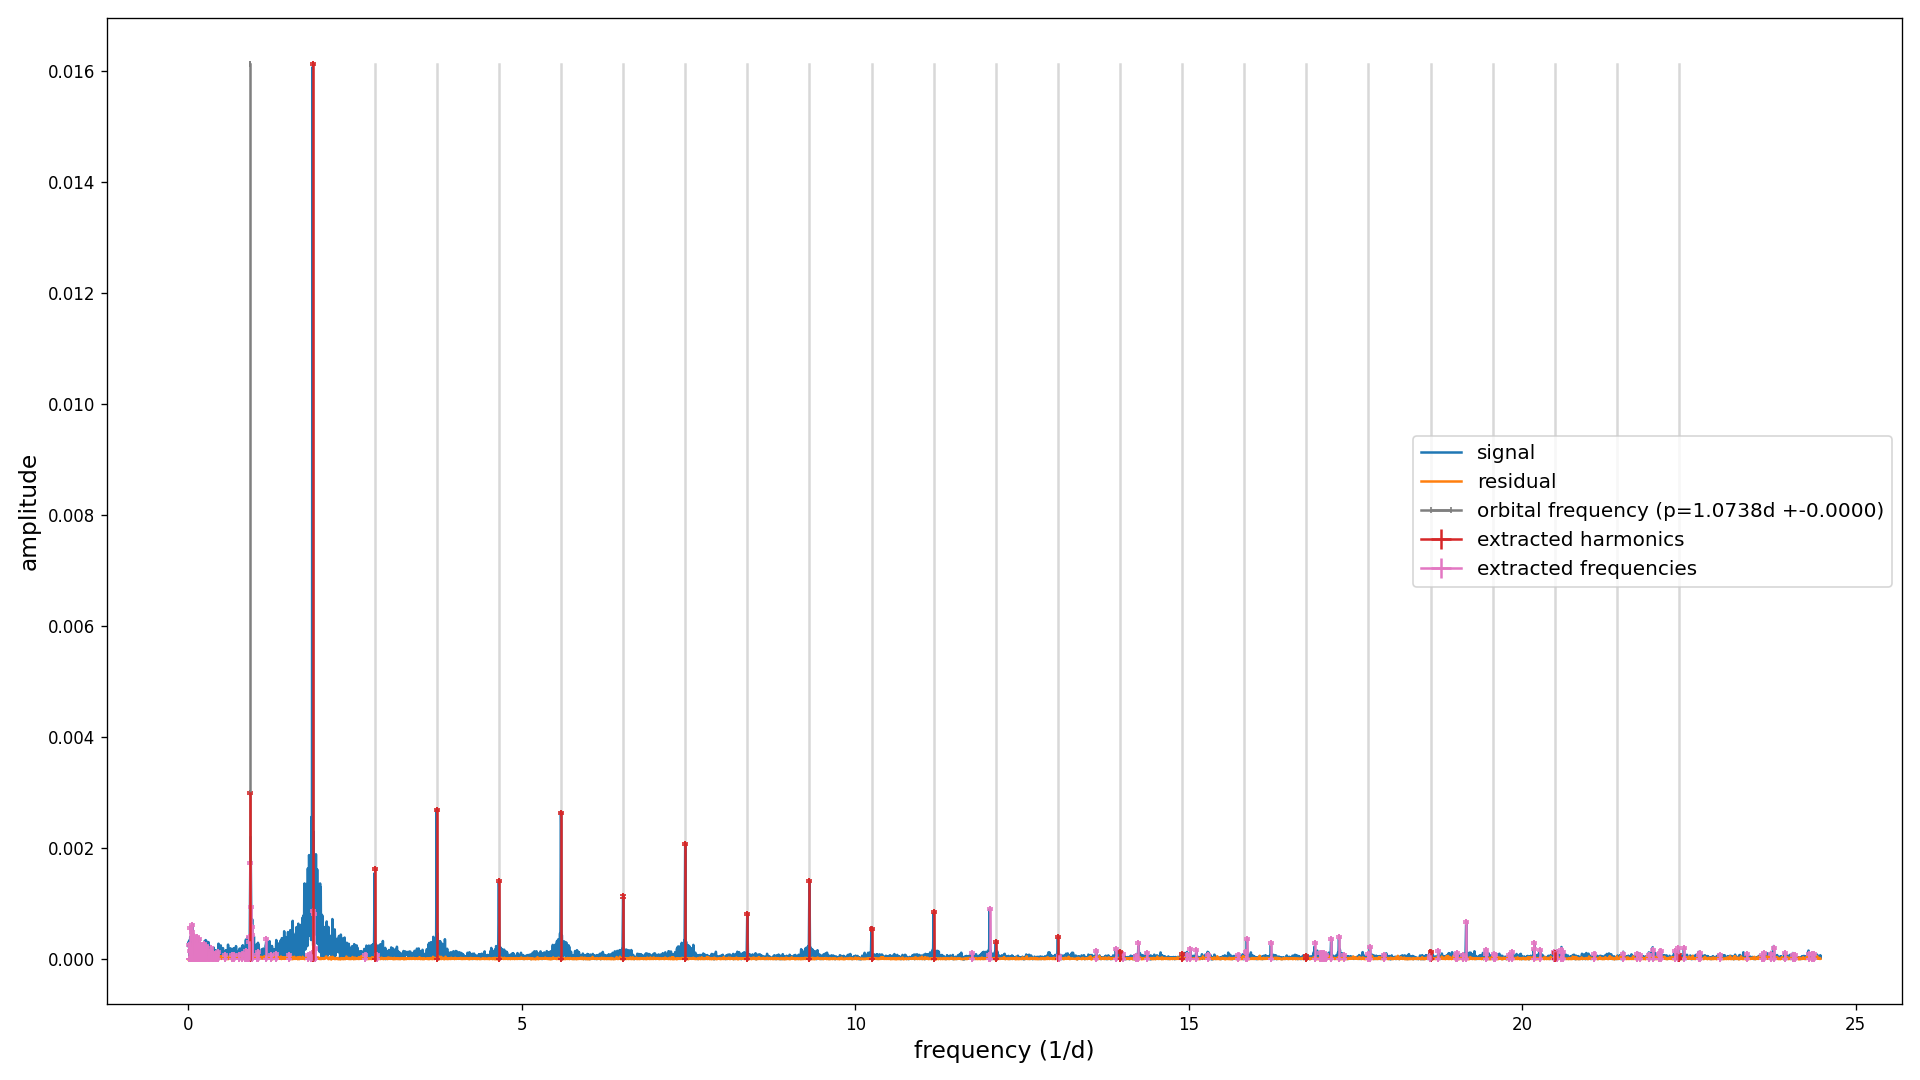 0.016
0.014
0.012
0.010
0.008
0.006
0.004
0.002
0.000
amplitude
0
5
10
15
20
25
frequency (1/d)
signal
residual
orbital frequency (p=1.0738d +-0.0000)
extracted harmonics
extracted frequencies